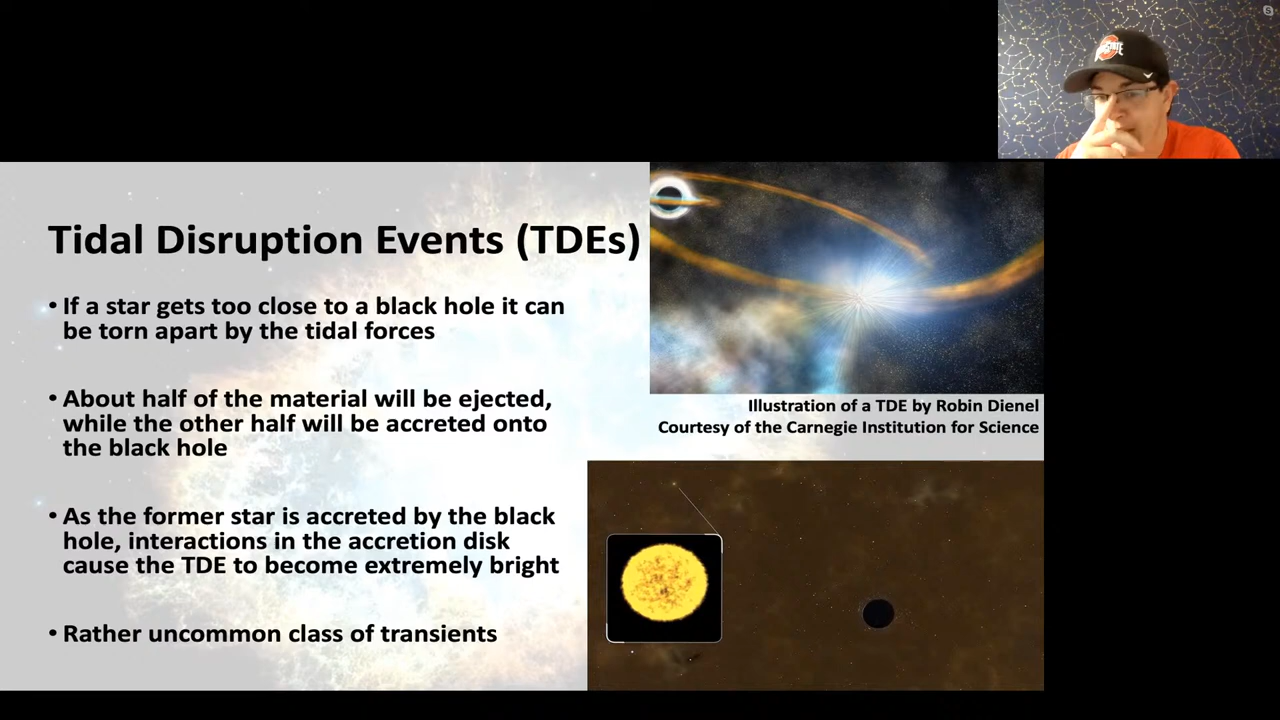 Tidal Disruption Events (TDEs)
• If a star gets too close to a black hole it can
be torn apart by the tidal forces
• About half of the material will be ejected,
while the other half will be accreted onto
the black hole
• As the former star is accreted by the black
hole, interactions in the accretion disk
cause the TDE to become extremely bright
• Rather uncommon class of transients
Illustration of a TDE by Robin Dienel
Courtesy of the Carnegie Institution for Science